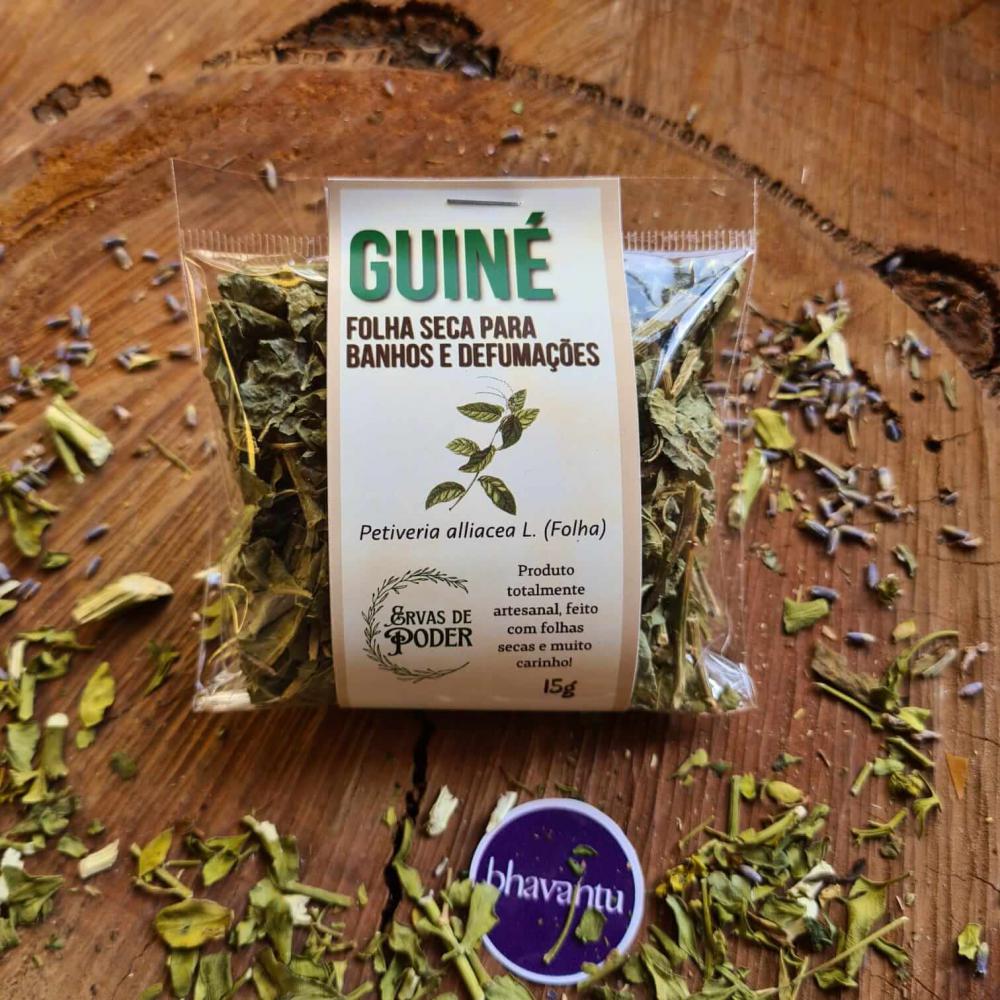 GUINÉ
FOLHA SECA PARA
BANHOS E DEFUMAÇÕES
Petiveria alliacea L. (Folha)
ERVAS DE
PODER
Produto
totalmente
artesanal, feito
com folhas
secas e muito
carinho!
15g
bhavantu